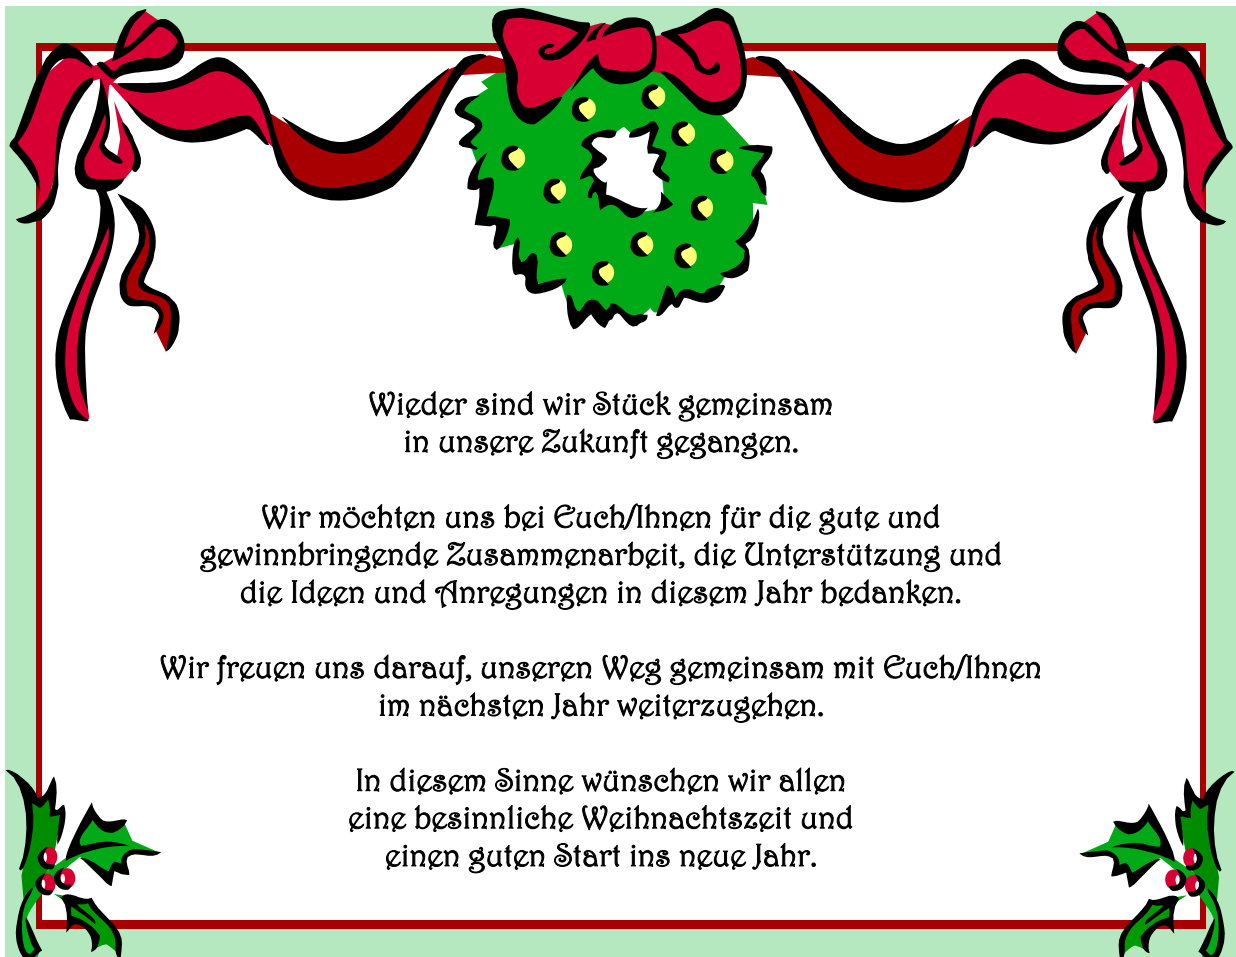 Wieder sind wir Stück gemeinsam
in unsere Zukunft gegangen.
Wir möchten uns bei Euch/Ihnen für die gute und
gewinnbringende Zusammenarbeit, die Unterstützung und
die Ideen und Anregungen in diesem Jahr bedanken.
Wir freuen uns darauf, unseren Weg gemeinsam mit Euch/Ihnen
im nächsten Jahr weiterzugehen.
In diesem Sinne wünschen wir allen
eine besinnliche Weihnachtszeit und
einen guten Start ins neue Jahr.